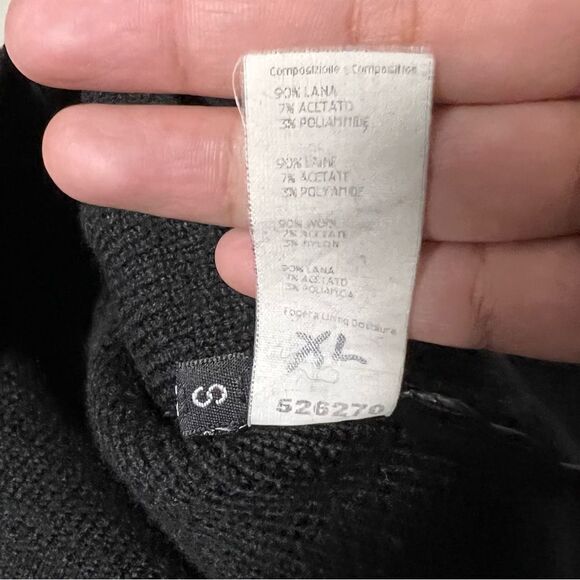 Composizione : Composition
90% LANA
7% ACETATO
3% POLIAMMIDE
90% LAINE
7% ACETATE
3% POLYAMIDE
90% WOOL
7% ACETATE
3% NYLON
90% LANA
7% ACETATO
3% POLIAMIDA
Fodera Lining Doublure
XL
526270
S